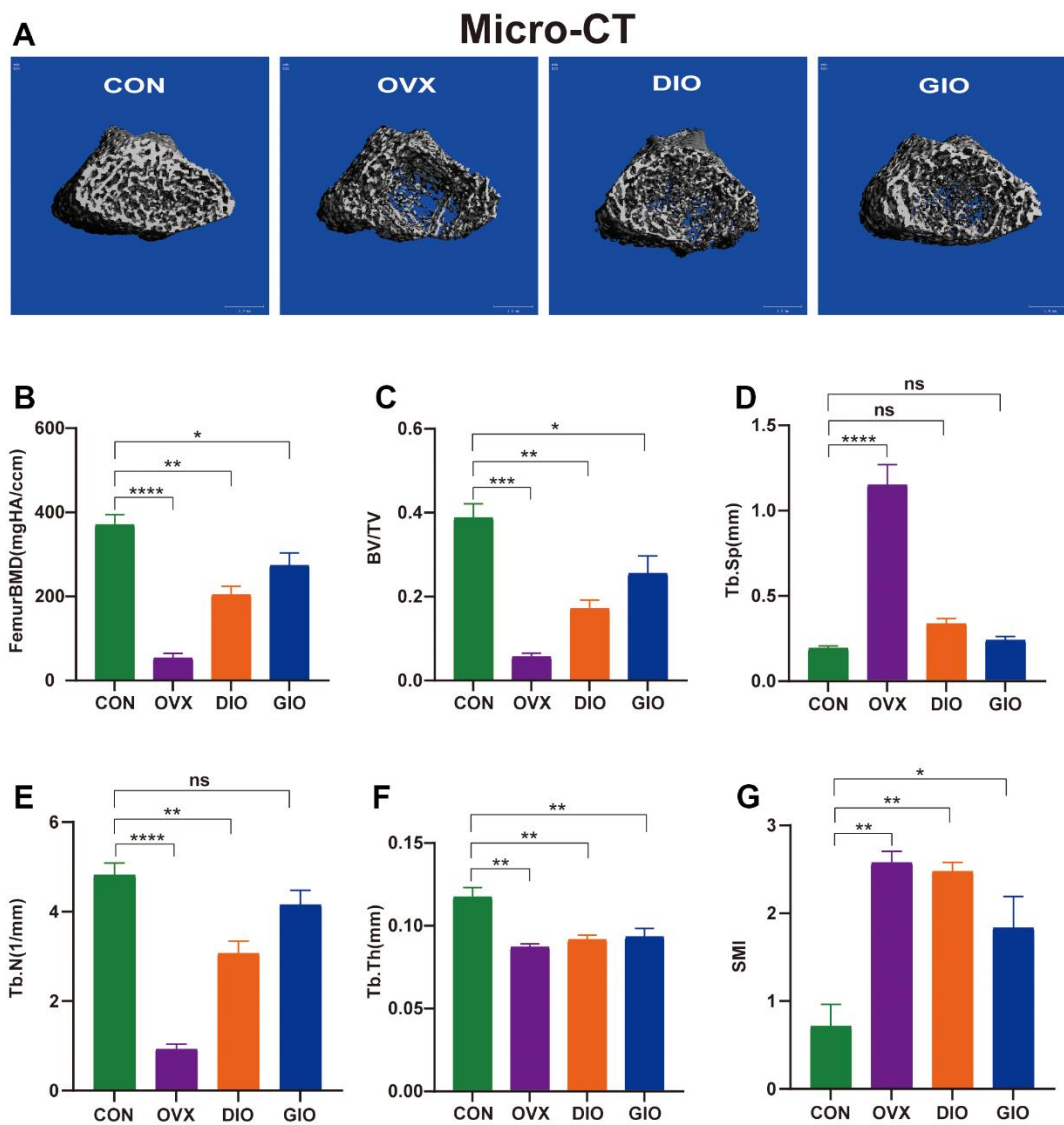 Micro-CT
A
CON
OVX
DIO
GIO
B
FemurBMD(mgHA/ccm)
600
400
200
0
*
**
****
CON OVX DIO GIO
C
BV/TV
0.6
0.4
0.2
0.0
*
**
***
CON OVX DIO GIO
D
Tb.Sp(mm)
1.5
1.0
0.5
0.0
ns
ns
****
CON OVX DIO GIO
E
Tb.N(1/mm)
6
4
2
0
ns
**
****
CON OVX DIO GIO
F
Tb.Th(mm)
0.15
0.10
0.05
0.00
**
**
**
CON OVX DIO GIO
G
SMI
3
2
1
0
*
**
**
CON OVX DIO GIO